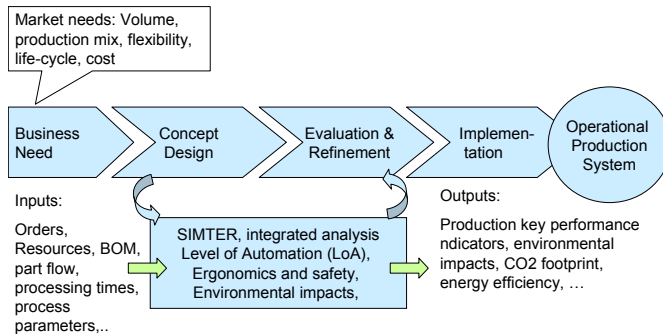 Market needs: Volume,
production mix, flexibility,
life-cycle, cost
Business
Need
Concept
Design
Evaluation &
Refinement
Implemen-
tation
Operational
Production
System
Inputs:
Orders,
Resources, BOM,
part flow,
processing times,
process
parameters,..
SIMTER, integrated analysis
Level of Automation (LoA),
Ergonomics and safety,
Environmental impacts,
Outputs:
Production key performance
ndicators, environmental
impacts, CO2 footprint,
energy efficiency, …